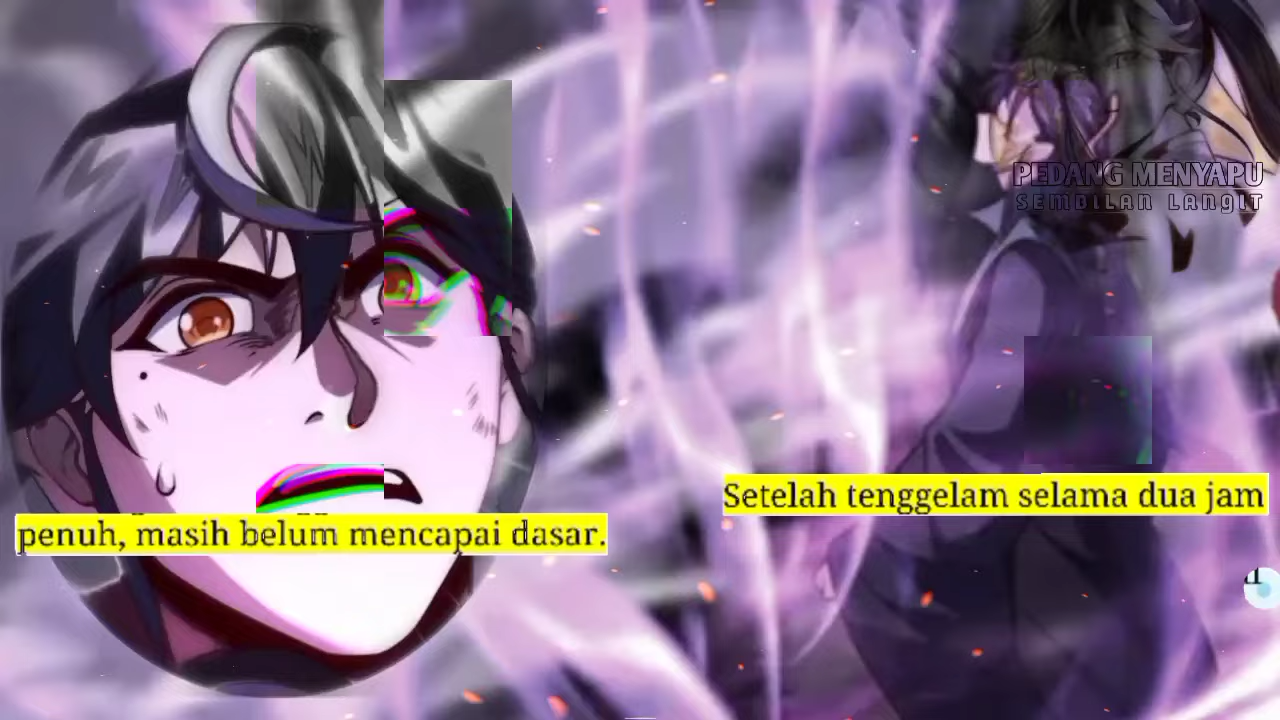 PEDANG MENYAPU
SEMBILAN LANGIT
Setelah tenggelam selama dua jam
penuh, masih belum mencapai dasar.